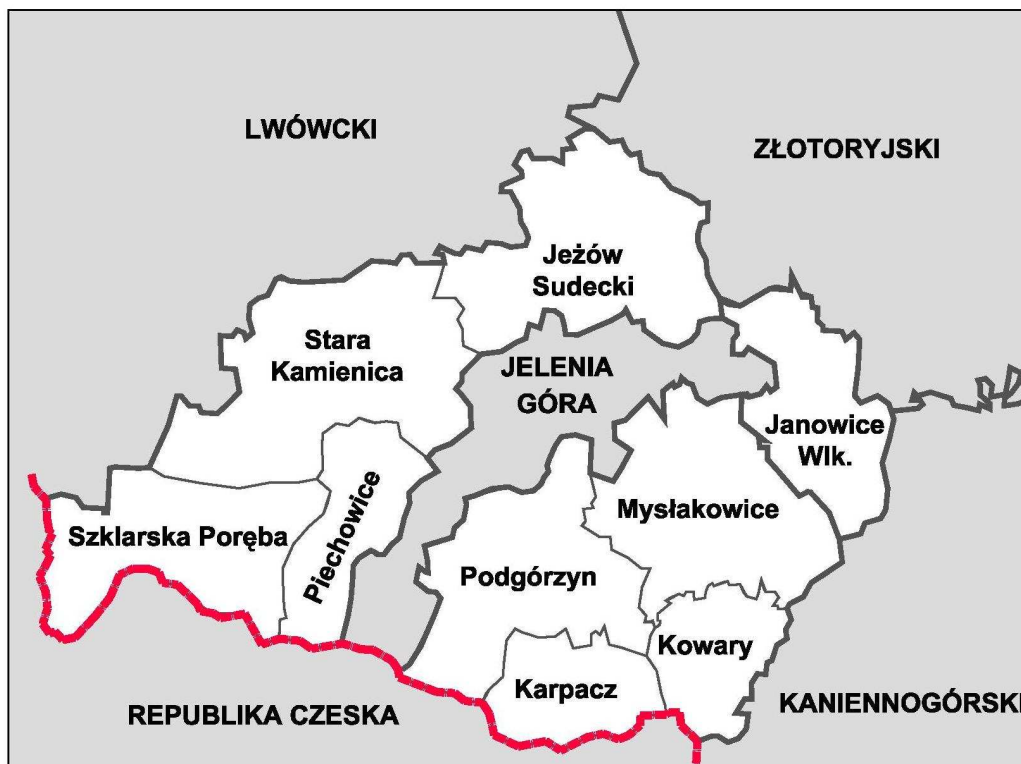 LWÓWCKI
ZŁOTORYJSKI
Jeżów
Sudecki
Stara
Kamienica
JELENIA
GÓRA
Janowice
Wlk.
Mysłakowice
Szklarska Poręba
Piechowice
Podgórzyn
Kowary
Karpacz
REPUBLIKA CZESKA
KANIENNOGÓRSKI